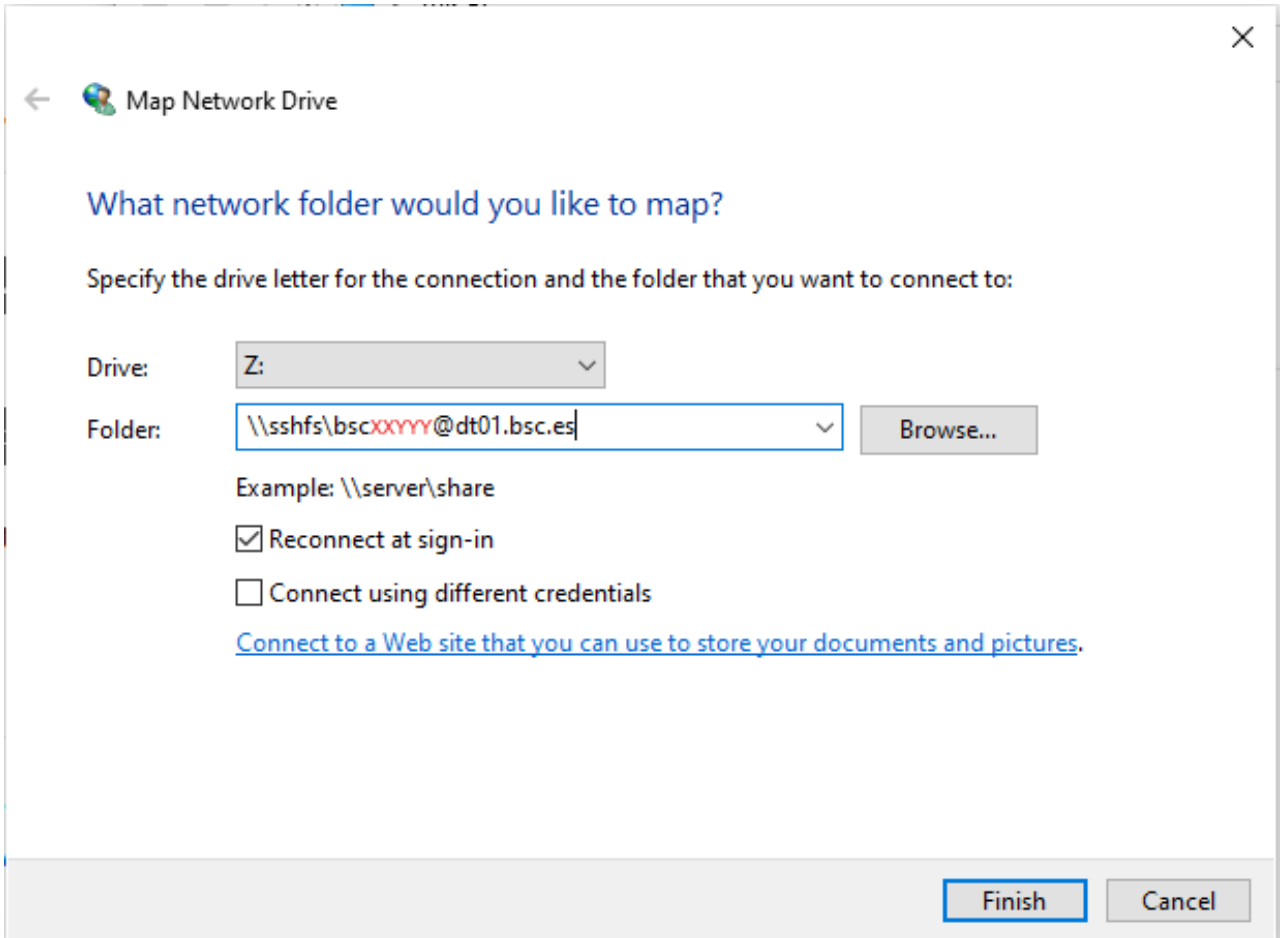 Map Network Drive
What network folder would you like to map?
Specify the drive letter for the connection and the folder that you want to connect to:
Drive: Z:
Folder: \\sshfs\bscXXYYY@dt01.bsc.es Browse...
Example: \\server\share
Reconnect at sign-in
Connect using different credentials
Connect to a Web site that you can use to store your documents and pictures.
Finish Cancel